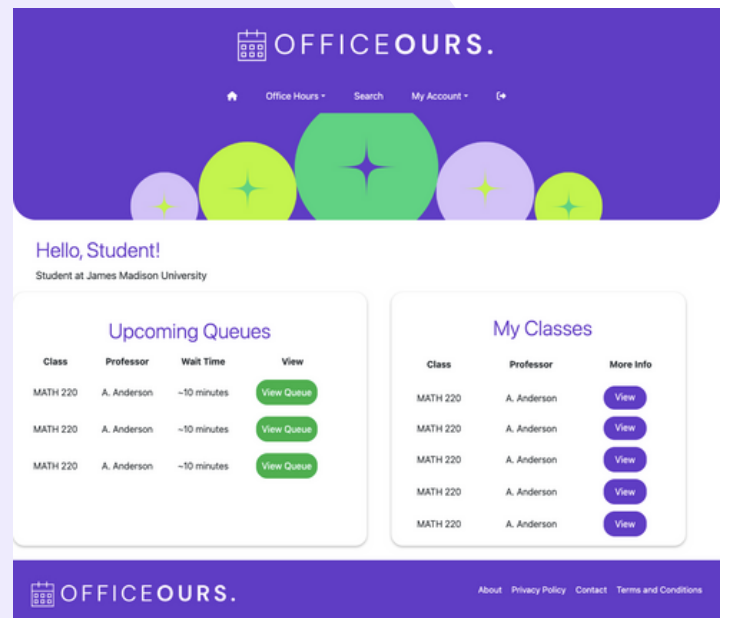 OFFICEOURS.
Office Hours Search My Account
Hello, Student!
Student at James Madison University
Upcoming Queues
Class Professor Wait Time View
MATH 220 A. Anderson ~10 minutes View Queue
MATH 220 A. Anderson ~10 minutes View Queue
MATH 220 A. Anderson ~10 minutes View Queue
My Classes
Class Professor More Info
MATH 220 A. Anderson View
MATH 220 A. Anderson View
MATH 220 A. Anderson View
MATH 220 A. Anderson View
MATH 220 A. Anderson View
OFFICEOURS.
About Privacy Policy Contact Terms and Conditions